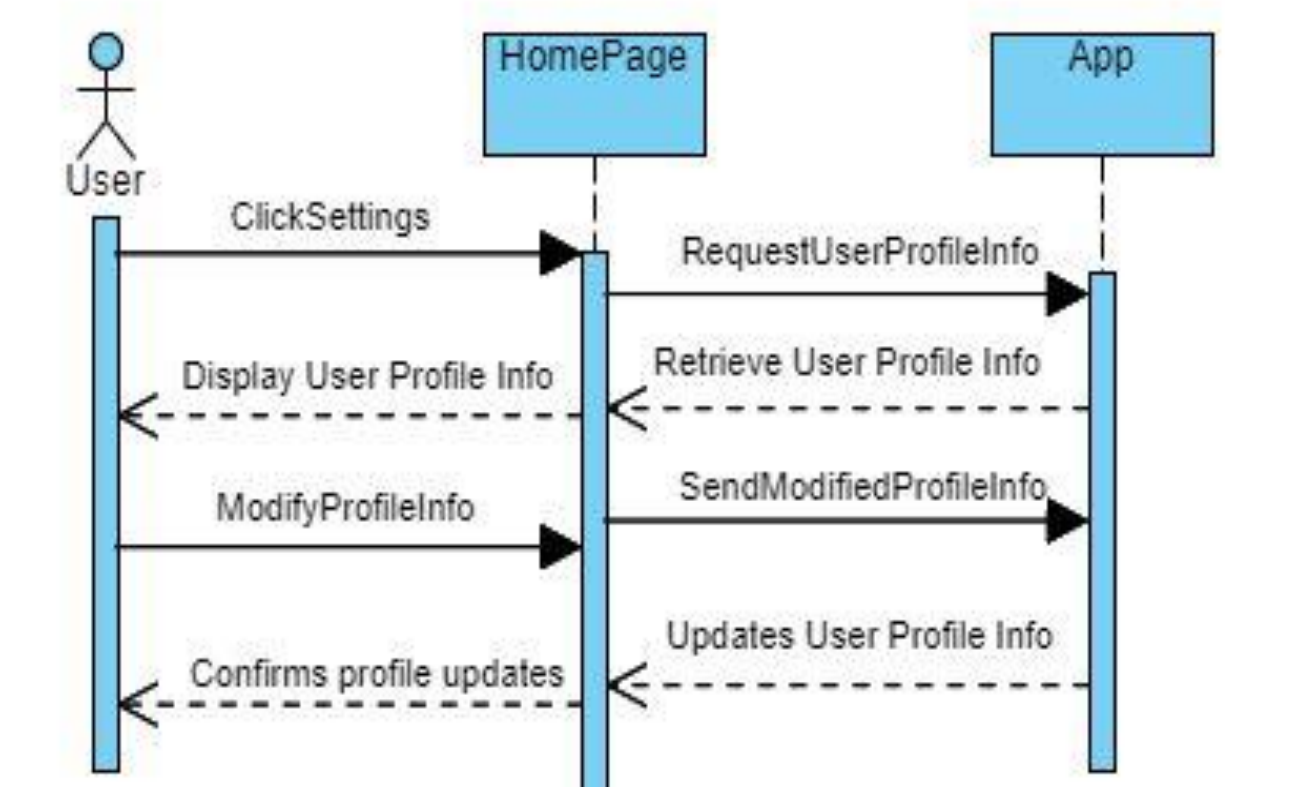 HomePage
App
User
ClickSettings
RequestUserProfileInfo
Retrieve User Profile Info
Display User Profile Info
SendModifiedProfileInfo
ModifyProfileInfo
Updates User Profile Info
Confirms profile updates